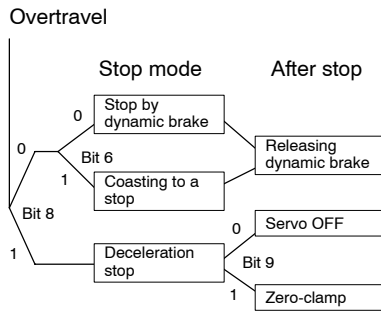 Overtravel
Stop mode
After stop
0
Stop by
dynamic brake
0
Bit 6
Releasing
dynamic brake
1
Coasting to a
stop
Bit 8
0
Servo OFF
1
Deceleration
stop
Bit 9
1
Zero-clamp